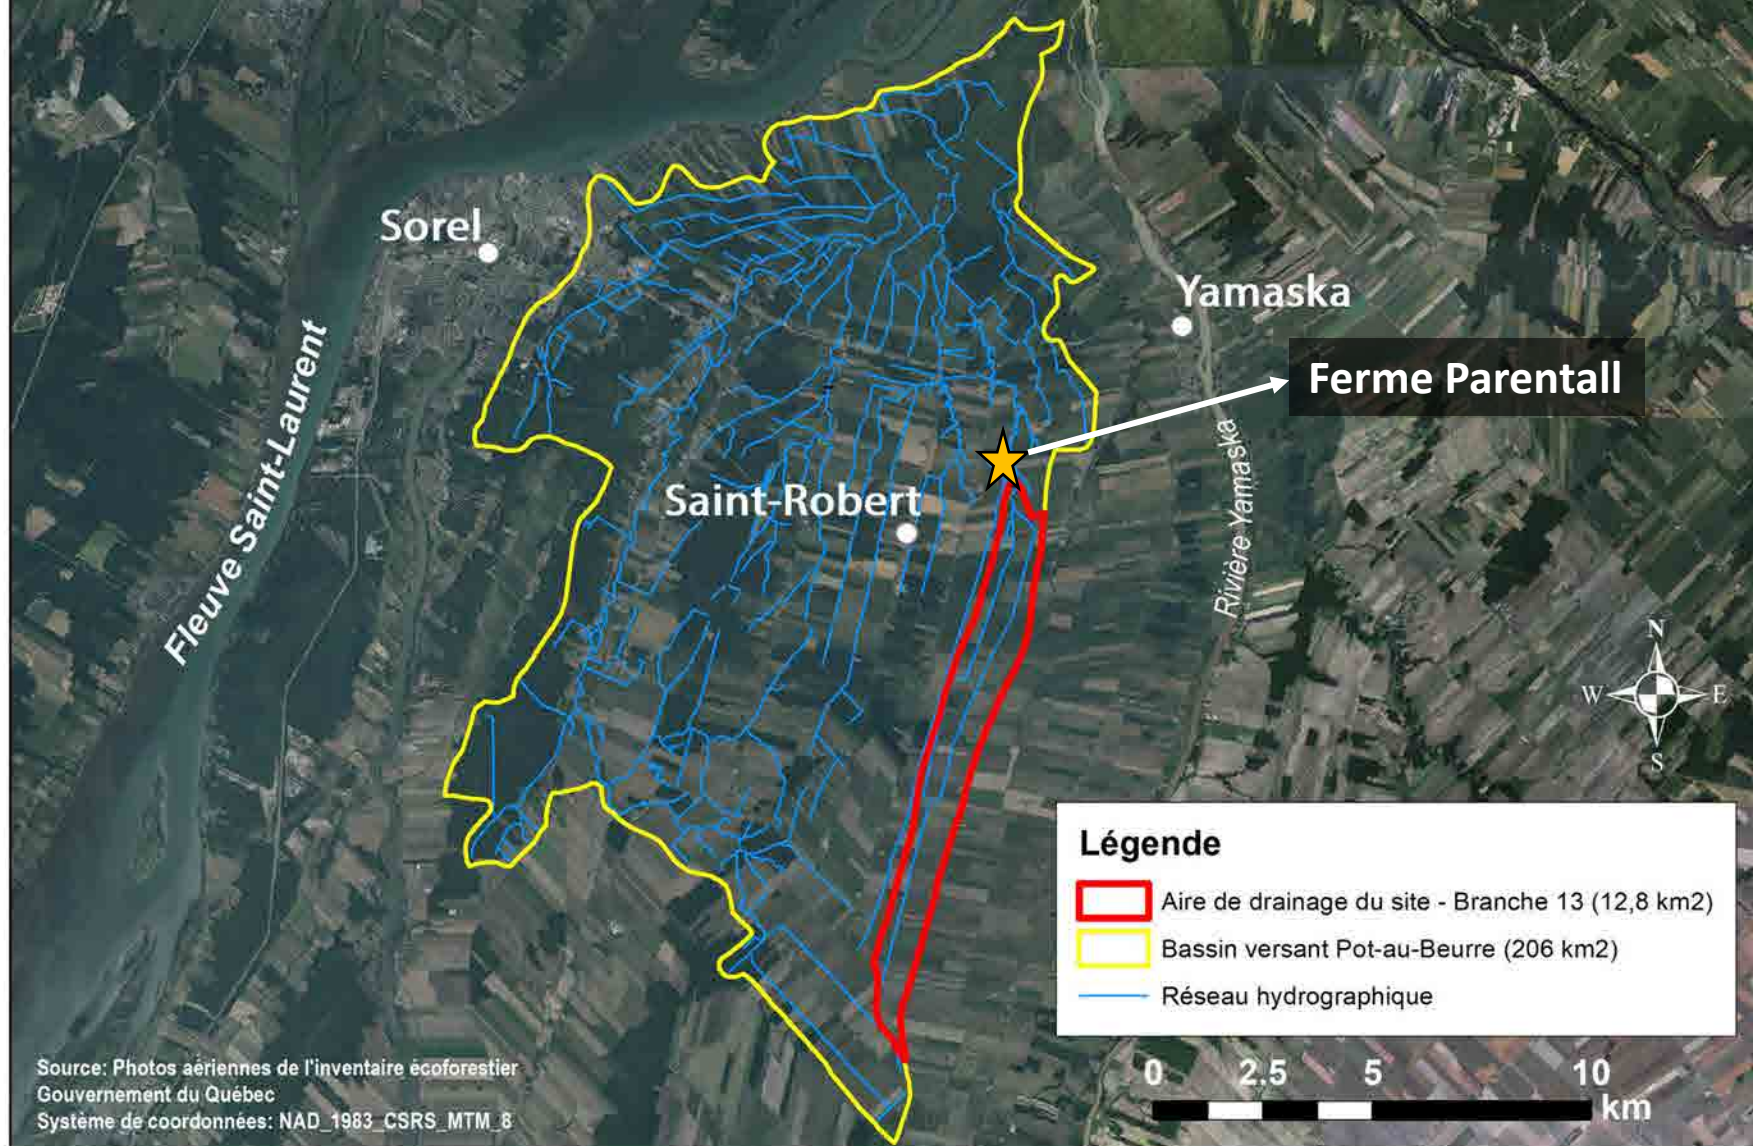 Sorel
Yamaska
Ferme Parentall
Fleuve Saint-Laurent
Saint-Robert
Rivière Yamaska
N
W
E
S
Légende
Aire de drainage du site - Branche 13 (12,8 km2)
Bassin versant Pot-au-Beurre (206 km2)
Réseau hydrographique
Source: Photos aériennes de l'inventaire écoforestier
Gouvernement du Québec
Système de coordonnées: NAD_1983_CSRS_MTM_8
0 2.5 5 10
km